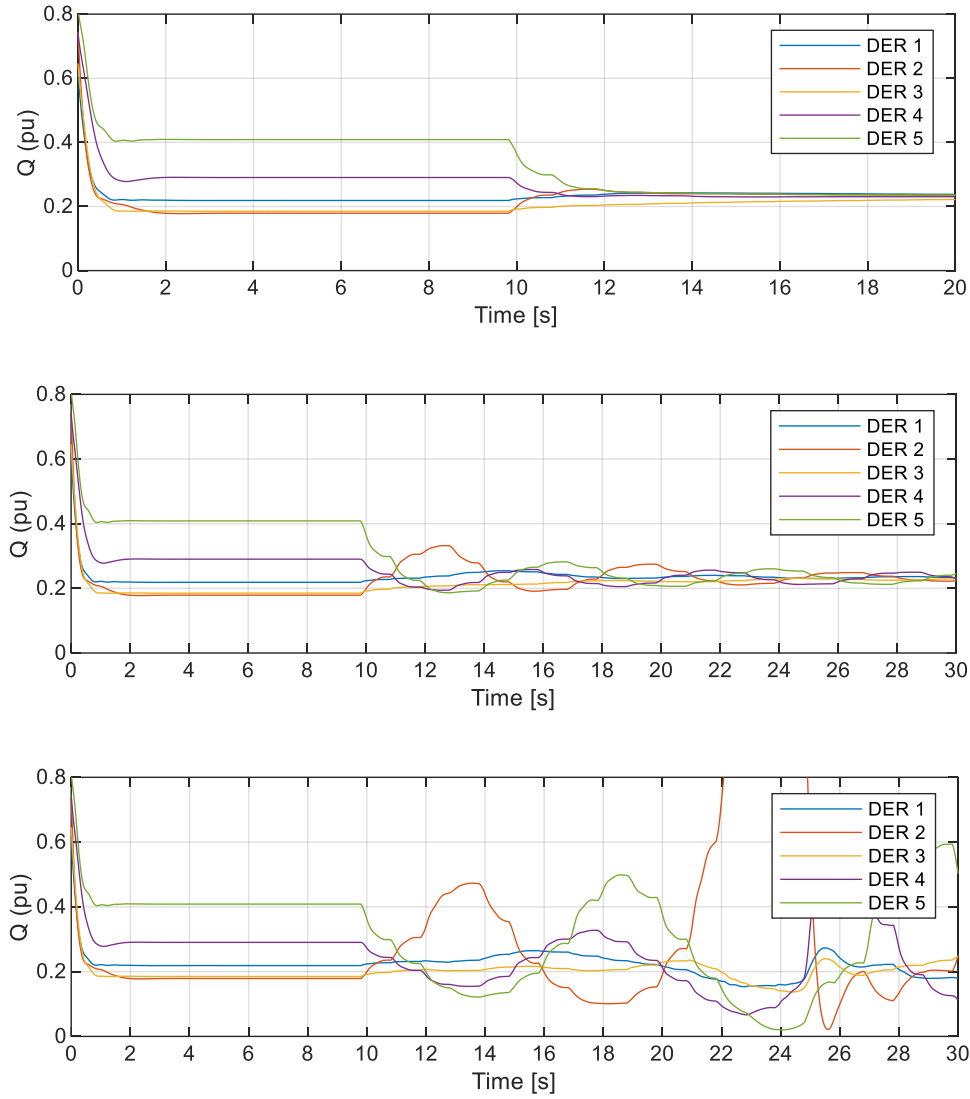 0.8
0.6
0.4
0.2
0
Q (pu)
DER 1
DER 2
DER 3
DER 4
DER 5
0 2 4 6 8 10 12 14 16 18 20
Time [s]
0.8
0.6
0.4
0.2
0
Q (pu)
DER 1
DER 2
DER 3
DER 4
DER 5
0 2 4 6 8 10 12 14 16 18 20 22 24 26 28 30
Time [s]
0.8
0.6
0.4
0.2
0
Q (pu)
DER 1
DER 2
DER 3
DER 4
DER 5
0 2 4 6 8 10 12 14 16 18 20 22 24 26 28 30
Time [s]